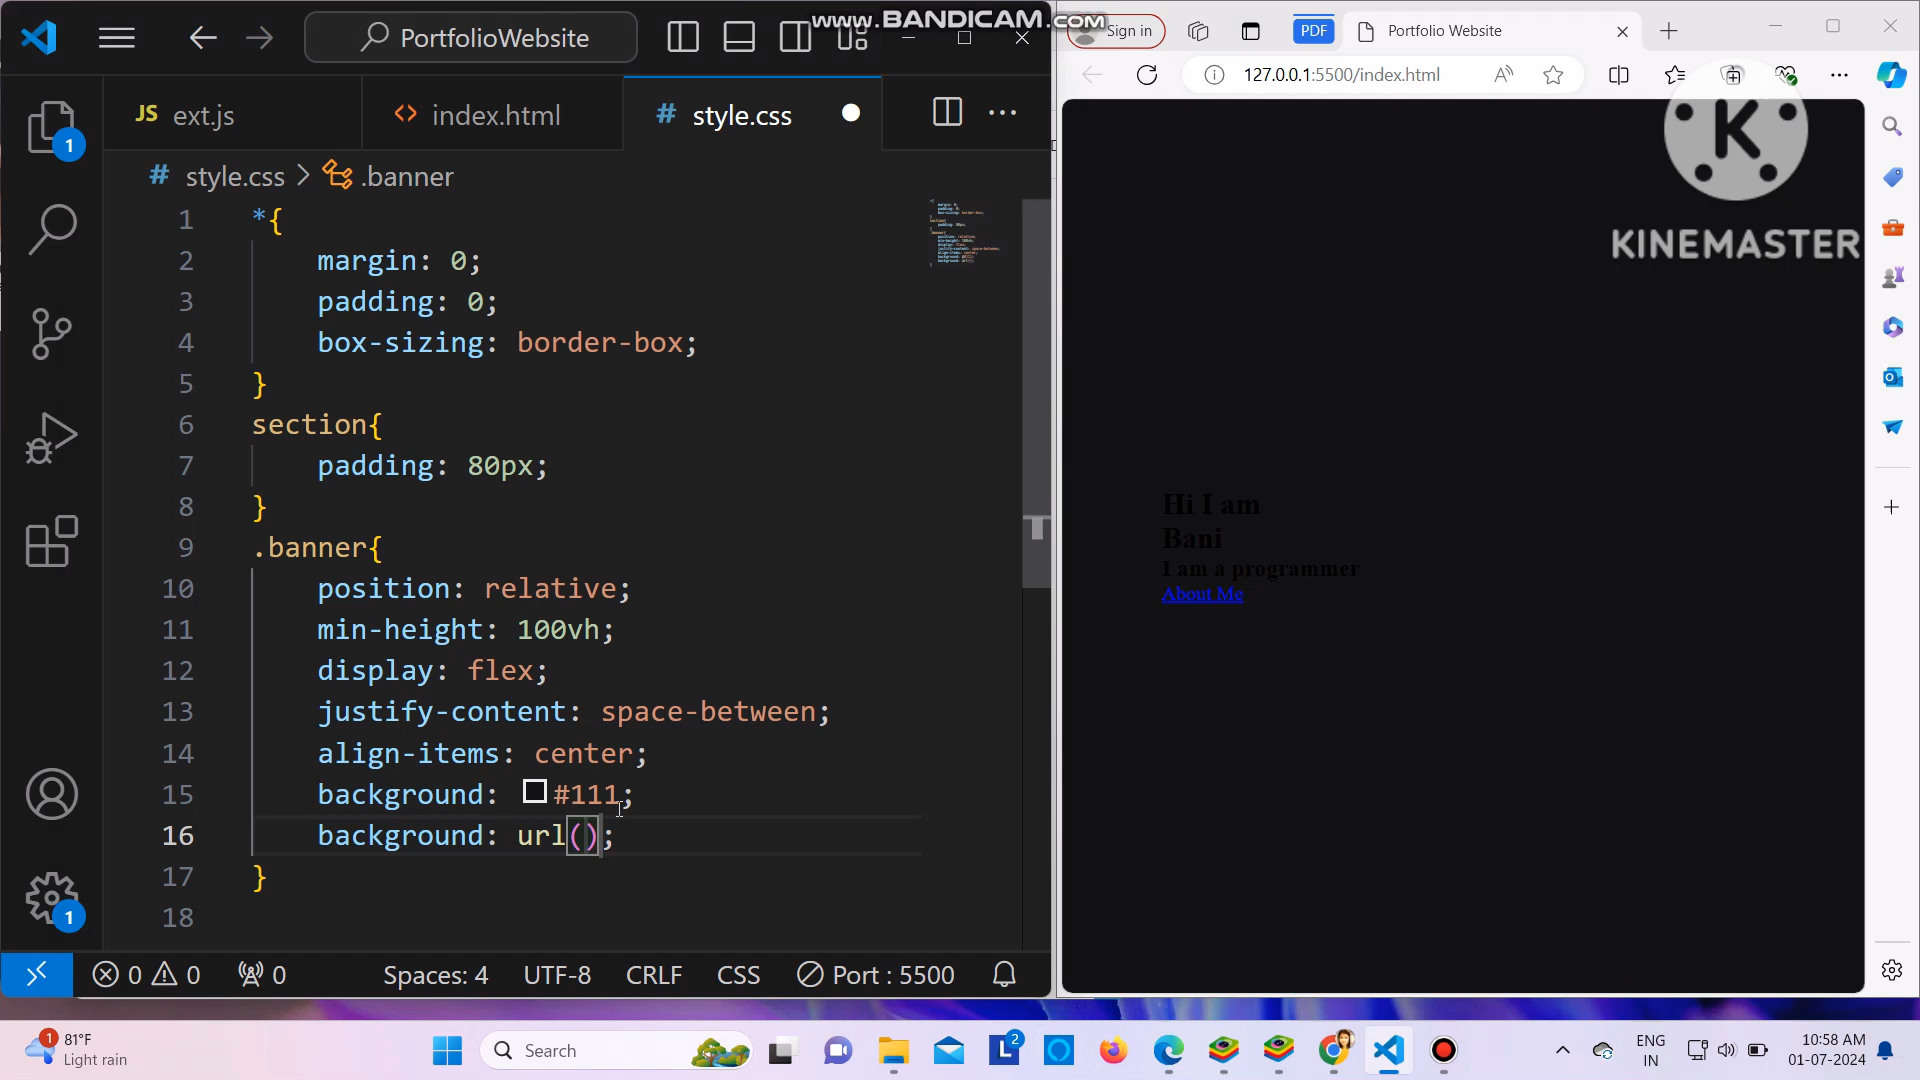 www.BANDICAM.com
PortfolioWebsite
Sign in
PDF
Portfolio Website
127.0.0.1:5500/index.html
JS ext.js
<> index.html
# style.css
# style.css > .banner
K
KINEMASTER
1 *{
2 margin: 0;
3 padding: 0;
4 box-sizing: border-box;
5 }
6 section{
7 padding: 80px;
8 }
9 .banner{
10 position: relative;
11 min-height: 100vh;
12 display: flex;
13 justify-content: space-between;
14 align-items: center;
15 background: #111;
16 background: url();
17 }
18
1
1
Hi I am
Bani
I am a programmer
About Me
0 0 0 Spaces: 4 UTF-8 CRLF CSS Port : 5500
1
81°F
Light rain
Search
2
ENG
IN
10:58 AM
01-07-2024